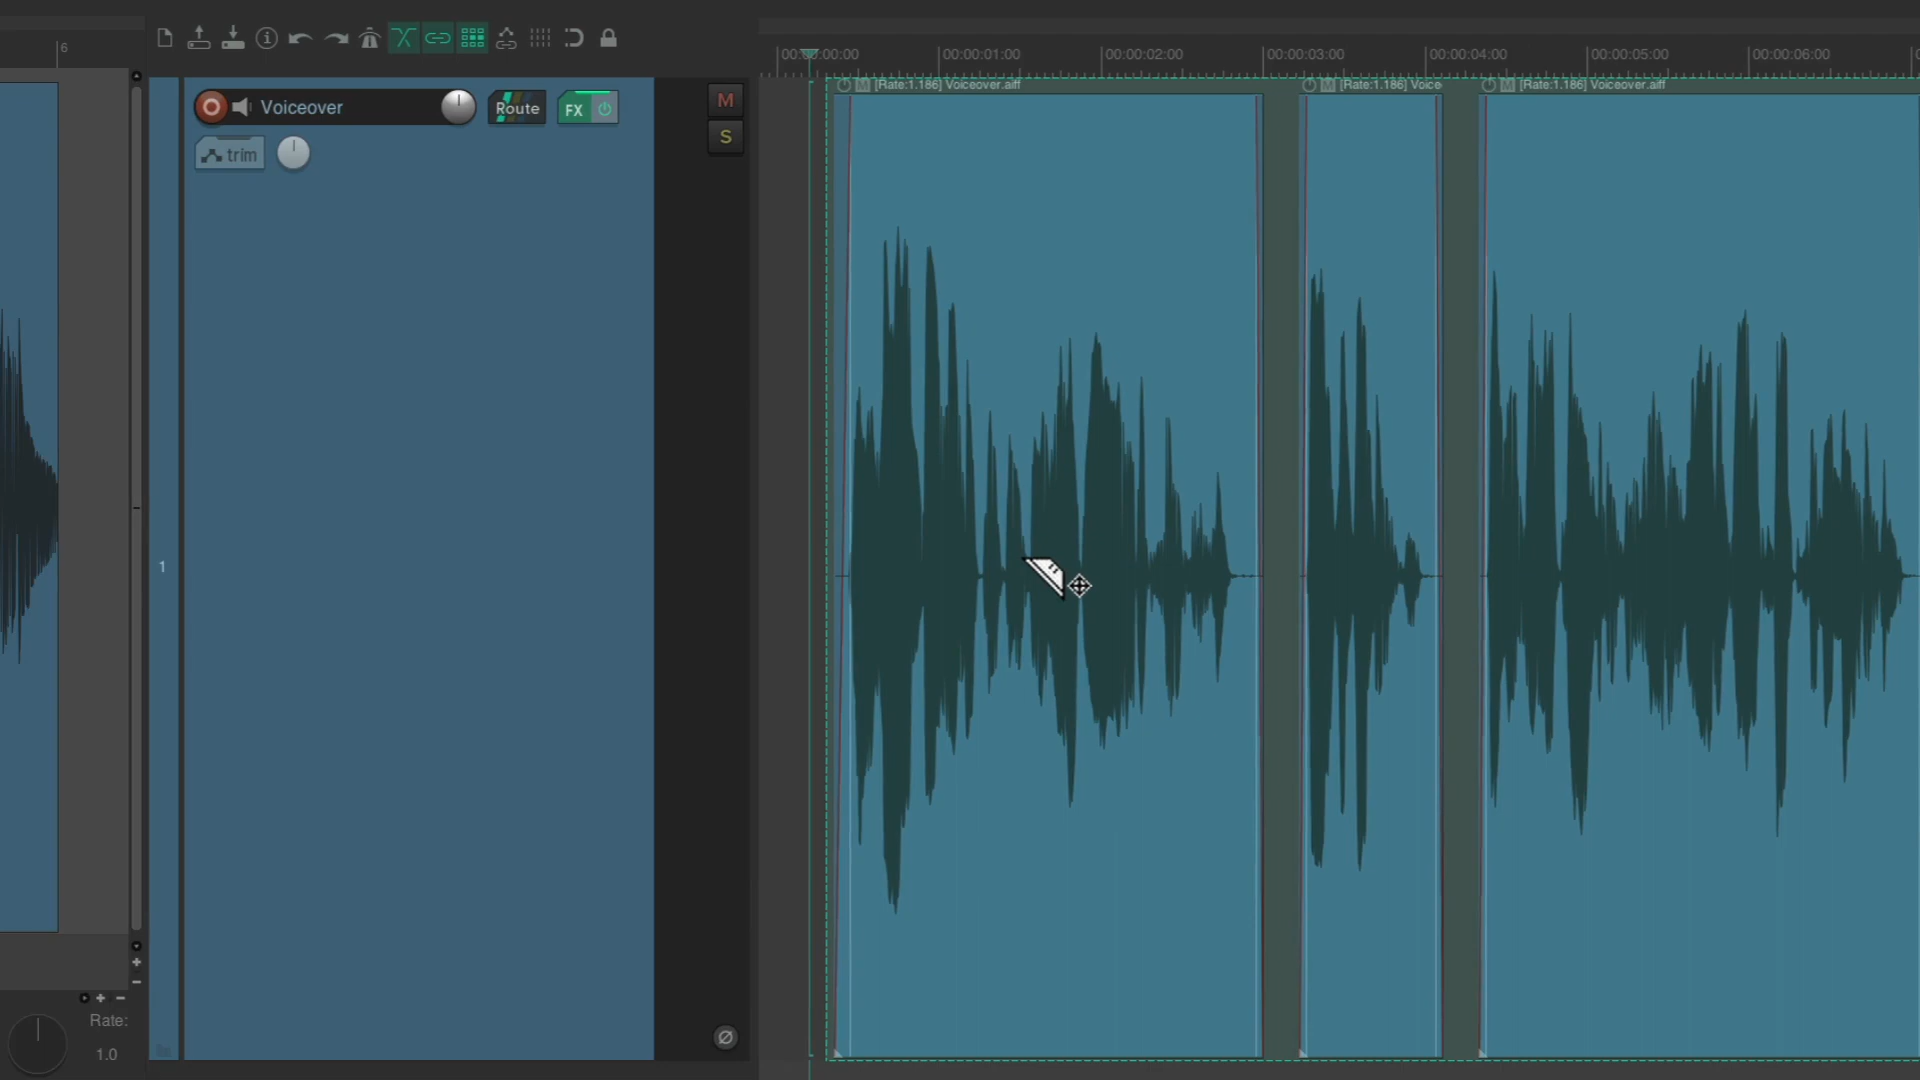 6
00:00:00:00
00:00:01:00
00:00:02:00
00:00:03:00
00:00:04:00
00:00:05:00
00:00:06:00
[Rate:1.186] Voiceover.aiff
[Rate:1.186] Voice
[Rate:1.186] Voiceover.aiff
Voiceover
Route
FX
M
S
trim
1
Rate:
1.0